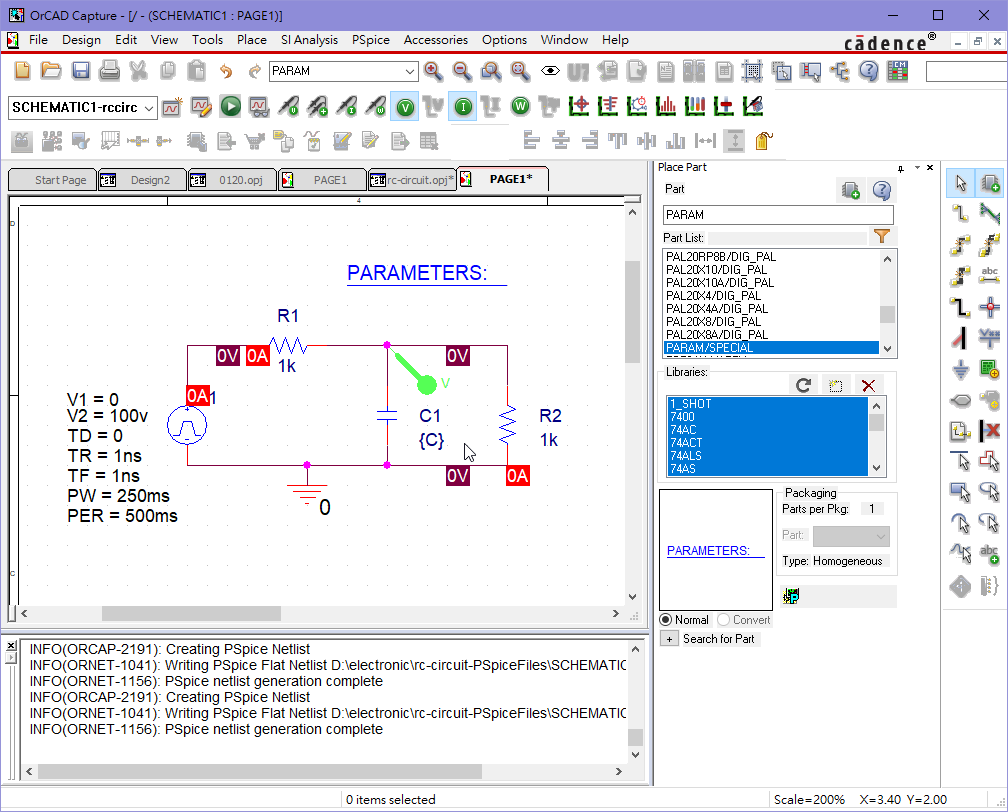 OrCAD Capture - [/ - (SCHEMATIC1 : PAGE1)]
File Design Edit View Tools Place SI Analysis PSpice Accessories Options Window Help
cādence®
PARAM
SCHEMATIC1-rccirc
Start Page Design2 0120.opj PAGE1 rc-circuit.opj* PAGE1*
4
D
C
PARAMETERS:
R1
0V 0A 0V
1k
V
0A 1
V1 = 0
V2 = 100v
TD = 0
TR = 1ns
TF = 1ns
PW = 250ms
PER = 500ms
C1
{C}
R2
1k
0V 0A
0
Place Part
Part
PARAM
Part List:
PAL20RP8B/DIG_PAL
PAL20X10/DIG_PAL
PAL20X10A/DIG_PAL
PAL20X4/DIG_PAL
PAL20X4A/DIG_PAL
PAL20X8/DIG_PAL
PAL20X8A/DIG_PAL
PARAM/SPECIAL
Libraries:
1_SHOT
7400
74AC
74ACT
74ALS
74AS
PARAMETERS:
Packaging
Parts per Pkg: 1
Part:
Type: Homogeneous
Normal Convert
+ Search for Part
INFO(ORCAP-2191): Creating PSpice Netlist
INFO(ORNET-1041): Writing PSpice Flat Netlist D:\electronic\rc-circuit-PSpiceFiles\SCHEMATIC
INFO(ORNET-1156): PSpice netlist generation complete
INFO(ORCAP-2191): Creating PSpice Netlist
INFO(ORNET-1041): Writing PSpice Flat Netlist D:\electronic\rc-circuit-PSpiceFiles\SCHEMATIC
INFO(ORNET-1156): PSpice netlist generation complete
0 items selected
Scale=200% X=3.40 Y=2.00